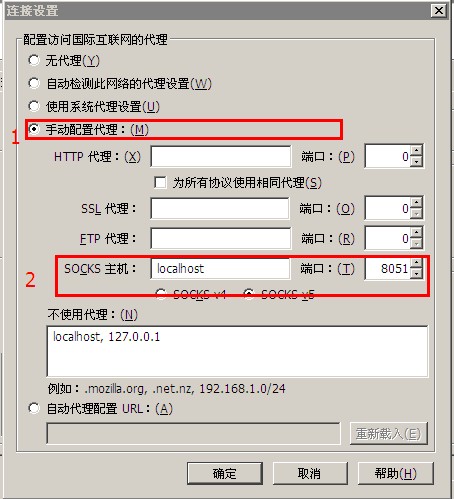 连接设置
配置访问国际互联网的代理
无代理(Y)
自动检测此网络的代理设置(W)
使用系统代理设置(U)
1
手动配置代理：(M)
HTTP 代理：(X) 端口：(P) 0
为所有协议使用相同代理(S)
SSL 代理： 端口：(O) 0
FTP 代理： 端口：(R) 0
2
SOCKS 主机： localhost 端口：(T) 8051
SOCKS v4 SOCKS v5
不使用代理：(N)
localhost, 127.0.0.1
例如：.mozilla.org, .net.nz, 192.168.1.0/24
自动代理配置 URL：(A)
重新载入(E)
确定 取消 帮助(H)